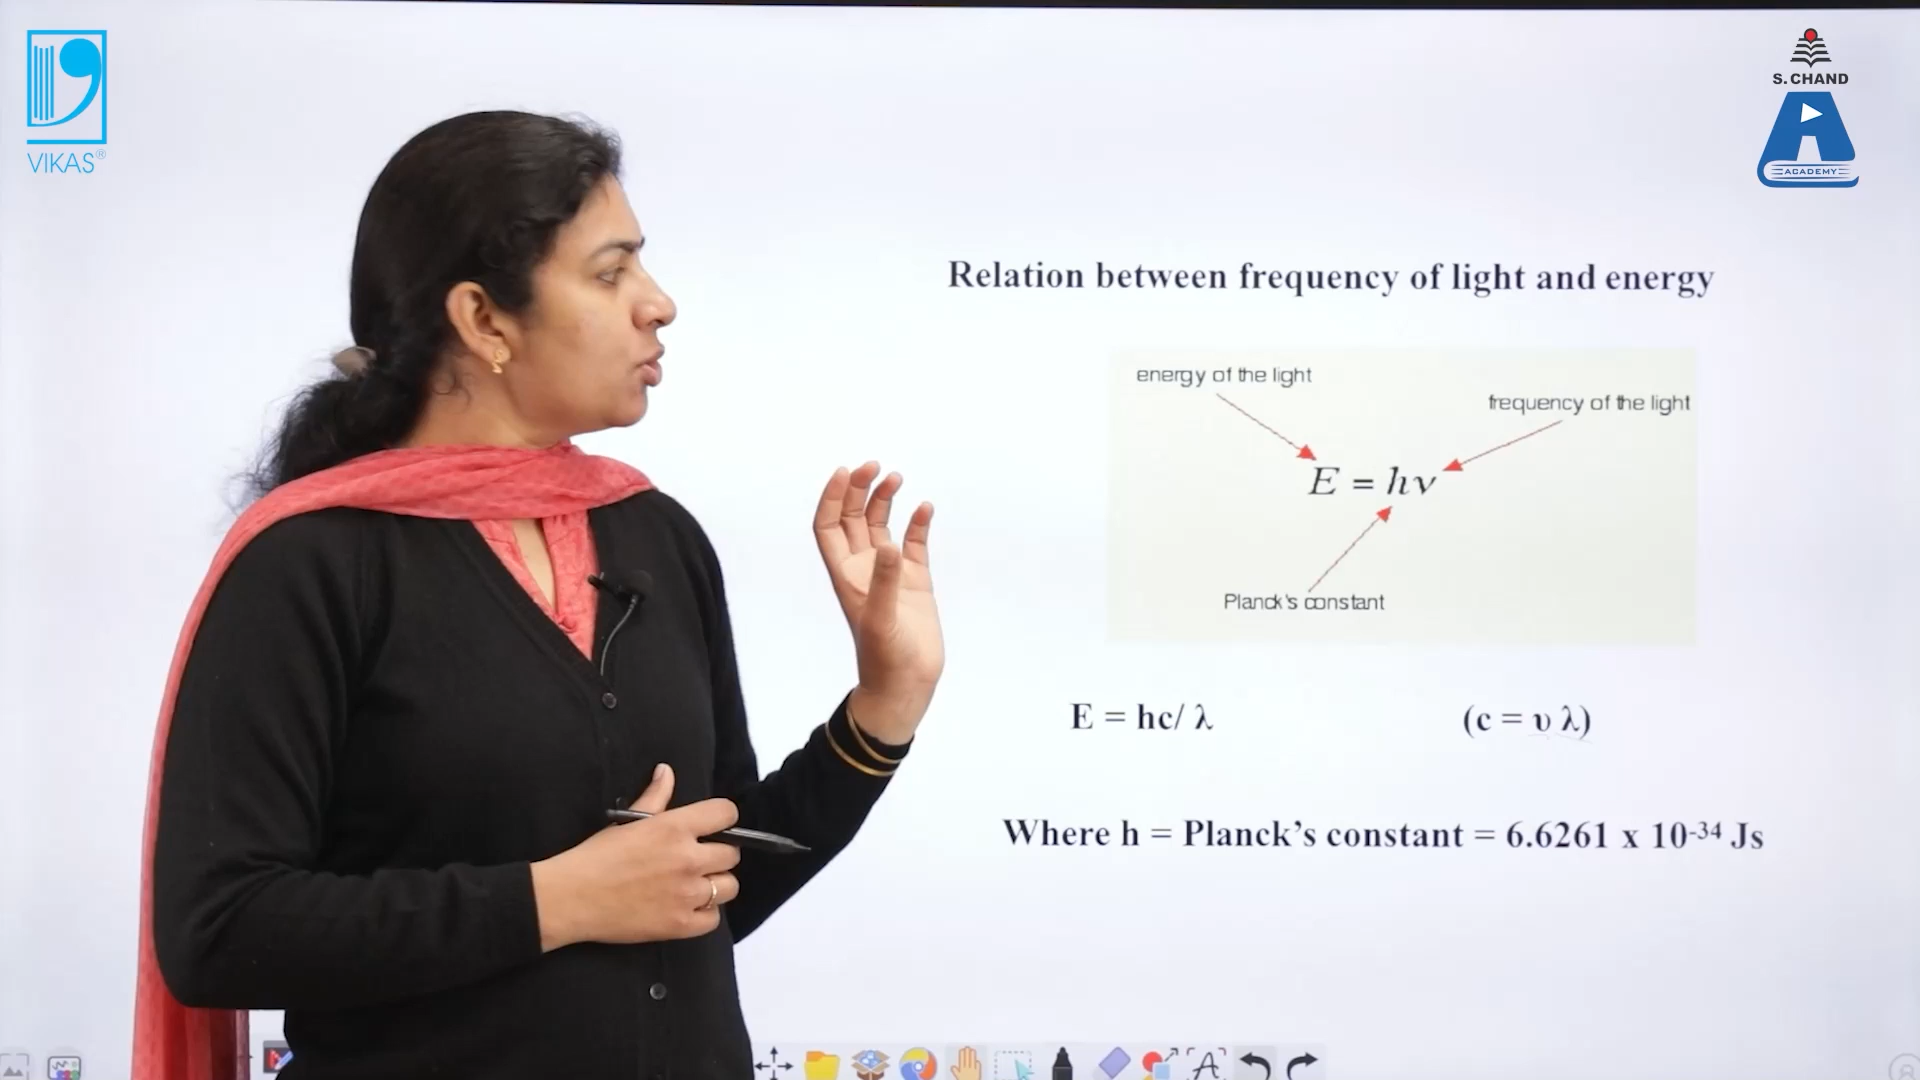 VIKAS®
S. CHAND
ACADEMY
Relation between frequency of light and energy
energy of the light
frequency of the light
E = hν
Planck's constant
E = hc/ λ
(c = υ λ)
Where h = Planck’s constant = 6.6261 x 10⁻³⁴ Js